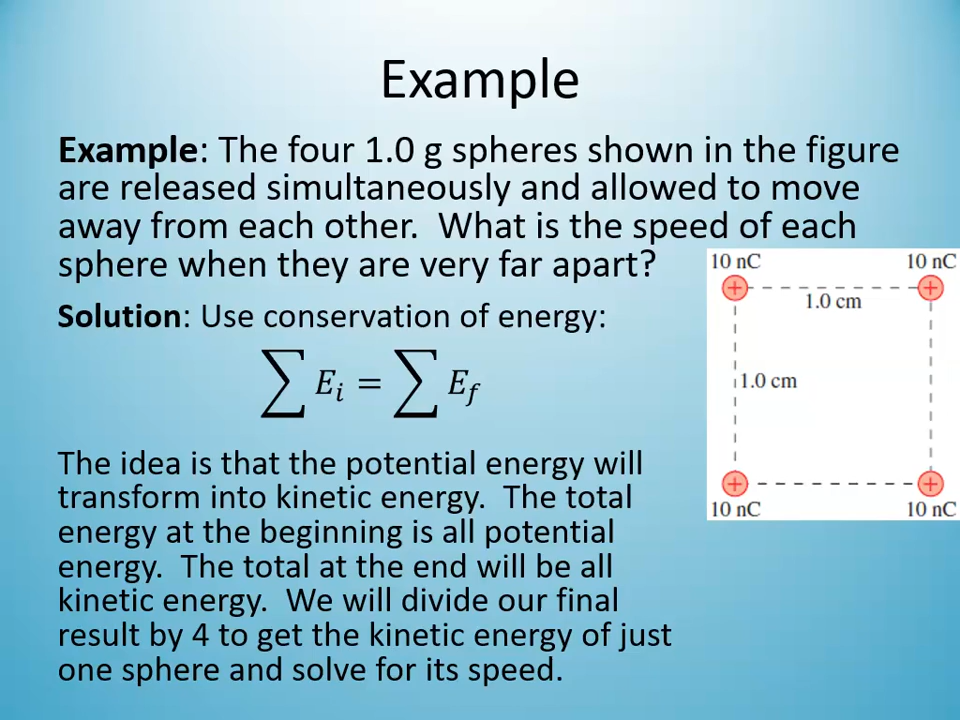 Example
Example: The four 1.0 g spheres shown in the figure
are released simultaneously and allowed to move
away from each other.  What is the speed of each
sphere when they are very far apart?
Solution: Use conservation of energy:
∑ E_i = ∑ E_f
The idea is that the potential energy will
transform into kinetic energy.  The total
energy at the beginning is all potential
energy.  The total at the end will be all
kinetic energy.  We will divide our final
result by 4 to get the kinetic energy of just
one sphere and solve for its speed.
10 nC 10 nC
+ +
1.0 cm
1.0 cm
+ +
10 nC 10 nC